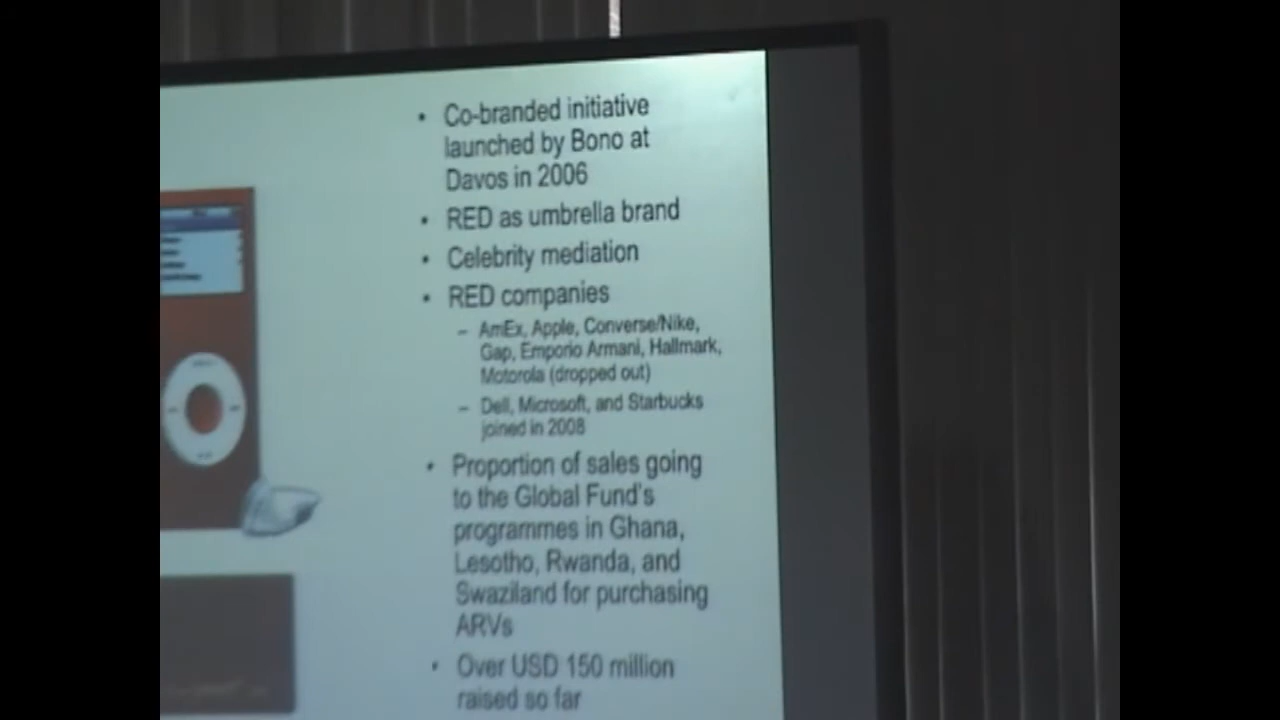 • Co-branded initiative
launched by Bono at
Davos in 2006
• RED as umbrella brand
• Celebrity mediation
• RED companies
– AmEx, Apple, Converse/Nike,
Gap, Emporio Armani, Hallmark,
Motorola (dropped out)
– Dell, Microsoft, and Starbucks
joined in 2008
• Proportion of sales going
to the Global Fund's
programmes in Ghana,
Lesotho, Rwanda, and
Swaziland for purchasing
ARVs
• Over USD 150 million
raised so far